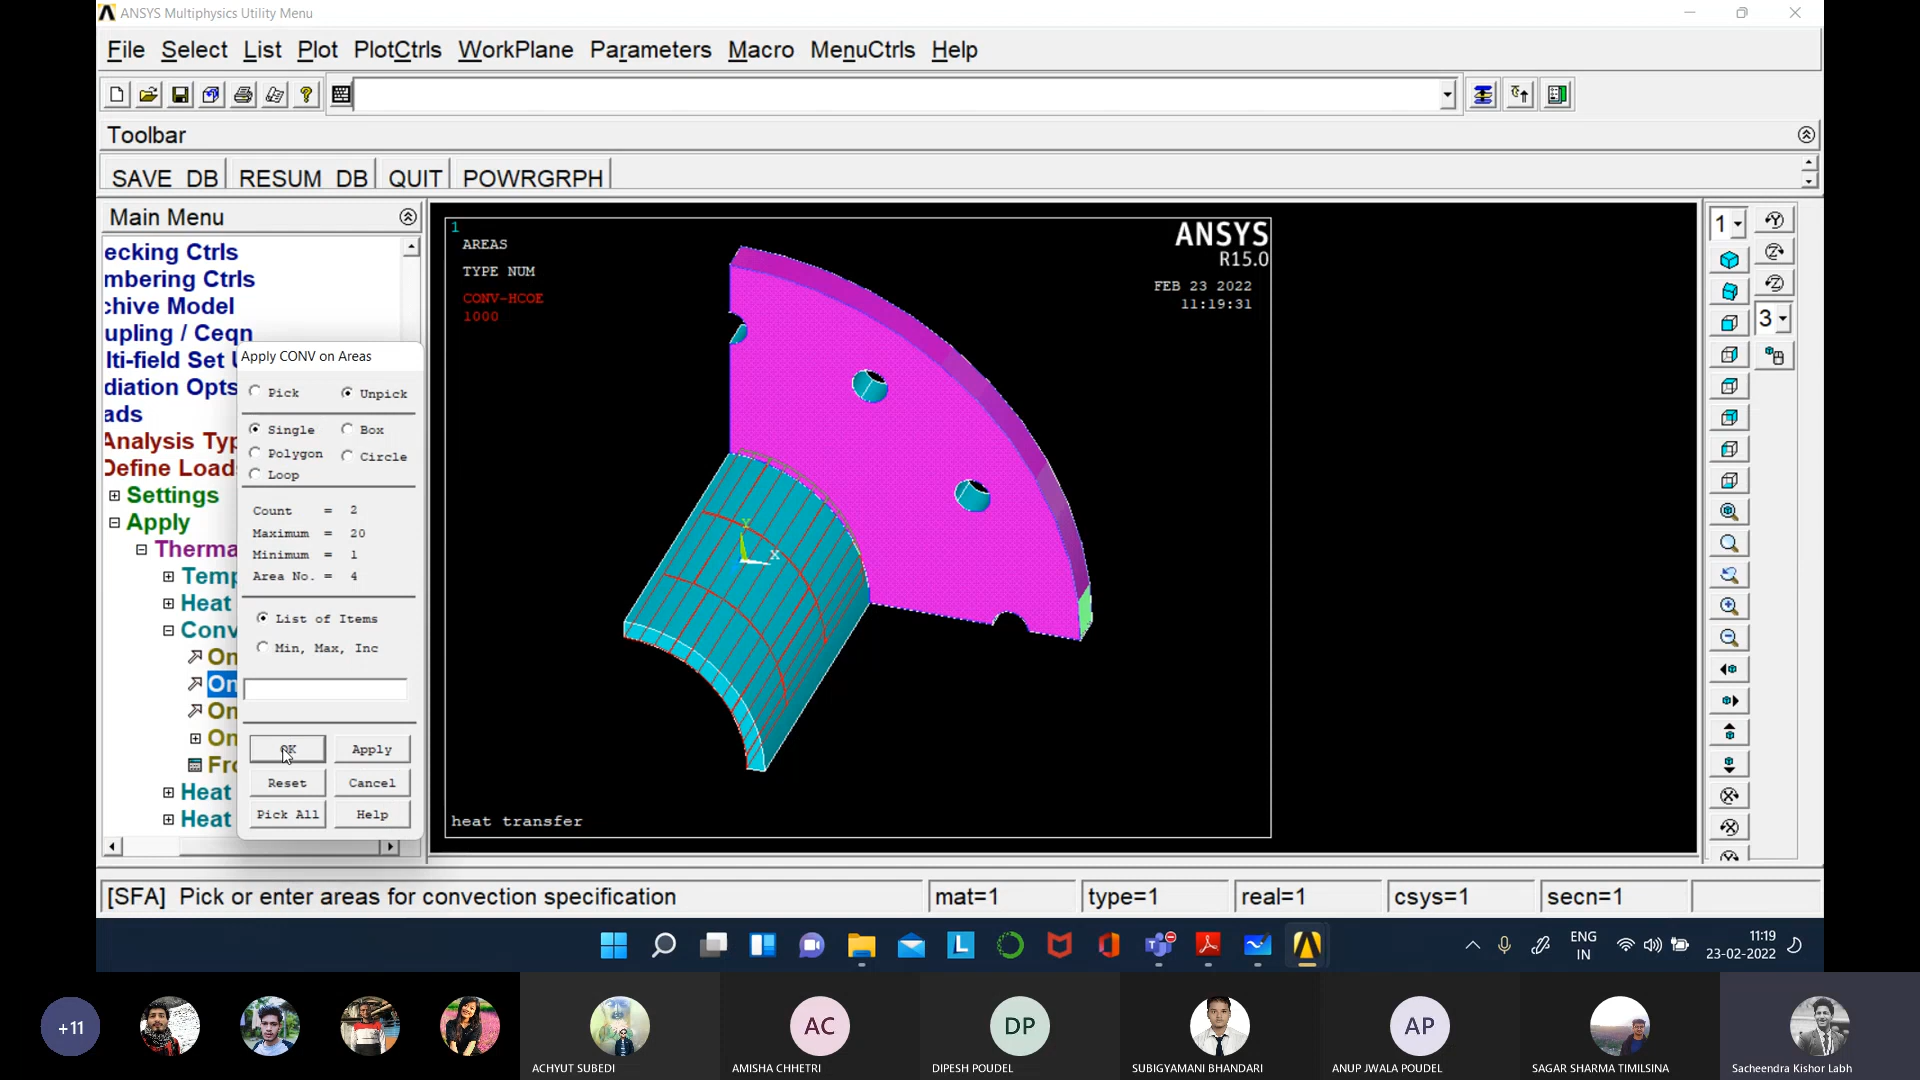 ANSYS Multiphysics Utility Menu
File Select List Plot PlotCtrls WorkPlane Parameters Macro MenuCtrls Help
Toolbar
SAVE_DB RESUM_DB QUIT POWRGRPH
Main Menu
ecking Ctrls
mbering Ctrls
chive Model
upling / Ceqn
lti-field Set U
diation Opts
ads
Analysis Typ
Define Load
Settings
Apply
Therma
Temp
Heat
Conv
On
On
On
On
Fro
Heat
Heat
Apply CONV on Areas
Pick Unpick
Single Box
Polygon Circle
Loop
Count = 2
Maximum = 20
Minimum = 1
Area No. = 4
List of Items
Min, Max, Inc
OK Apply
Reset Cancel
Pick All Help
1
AREAS
TYPE NUM
CONV-HCOE
1000
ANSYS
R15.0
FEB 23 2022
11:19:31
Y
X
heat transfer
1
3
[SFA] Pick or enter areas for convection specification
mat=1 type=1 real=1 csys=1 secn=1
ENG
IN
11:19
23-02-2022
+11
AC
DP
AP
ACHYUT SUBEDI
AMISHA CHHETRI
DIPESH POUDEL
SUBIGYAMANI BHANDARI
ANUP JWALA POUDEL
SAGAR SHARMA TIMILSINA
Sacheendra Kishor Labh